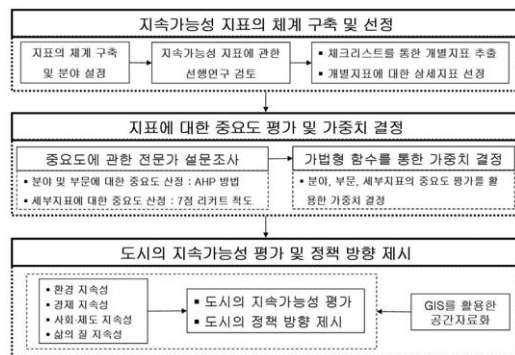 지속가능성 지표의 체계 구축 및 선정
지표의 체계 구축
및 분야 설정
지속가능성 지표에 관한
선행연구 검토
▪ 체크리스트를 통한 개별지표 추출
▪ 개별지표에 대한 상세지표 선정
지표에 대한 중요도 평가 및 가중치 결정
중요도에 관한 전문가 설문조사
▪ 분야 및 부문에 대한 중요도 산정 : AHP 방법
▪ 세부지표에 대한 중요도 산정 : 7점 리커트 척도
가법형 함수를 통한 가중치 결정
▪ 분야, 부문, 세부지표의 중요도 평가를 활
용한 가중치 결정
도시의 지속가능성 평가 및 정책 방향 제시
▪ 환경 지속성
▪ 경제 지속성
▪ 사회·제도 지속성
▪ 삶의 질 지속성
▪ 도시의 지속가능성 평가
▪ 도시의 정책 방향 제시
GIS를 활용한
공간자료화